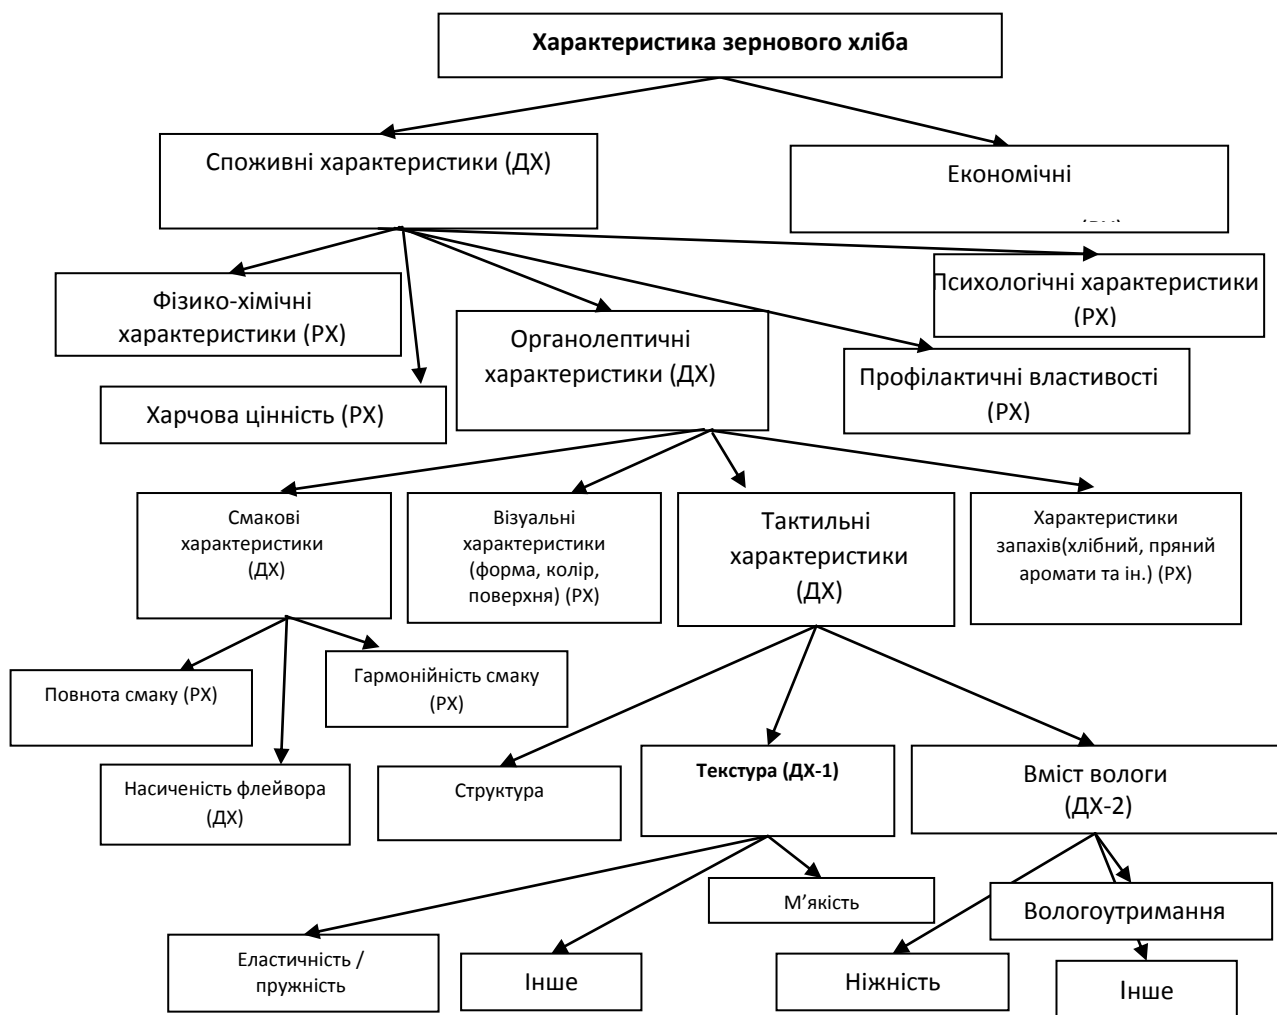 Характеристика зернового хліба
Споживні характеристики (ДХ)
Економічні
Фізико-хімічні
характеристики (РХ)
Психологічні характеристики
(РХ)
Органолептичні
характеристики (ДХ)
Профілактичні властивості
(РХ)
Харчова цінність (РХ)
Смакові
характеристики
(ДХ)
Візуальні
характеристики
(форма, колір,
поверхня) (РХ)
Тактильні
характеристики
(ДХ)
Характеристики
запахів(хлібний, пряний
аромати та ін.) (РХ)
Повнота смаку (РХ)
Гармонійність смаку
(РХ)
Насиченість флейвора
(ДХ)
Структура
Текстура (ДХ-1)
Вміст вологи
(ДХ-2)
М’якість
Вологоутримання
Еластичність /
пружність
Інше
Ніжність
Інше